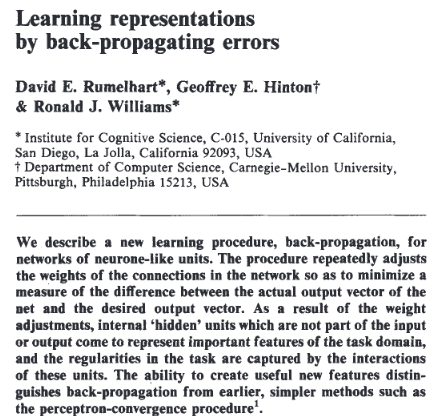 Learning representations
by back-propagating errors
David E. Rumelhart*, Geoffrey E. Hinton†
& Ronald J. Williams*
* Institute for Cognitive Science, C-015, University of California,
San Diego, La Jolla, California 92093, USA
† Department of Computer Science, Carnegie-Mellon University,
Pittsburgh, Philadelphia 15213, USA
We describe a new learning procedure, back-propagation, for
networks of neurone-like units. The procedure repeatedly adjusts
the weights of the connections in the network so as to minimize a
measure of the difference between the actual output vector of the
net and the desired output vector. As a result of the weight
adjustments, internal ‘hidden’ units which are not part of the input
or output come to represent important features of the task domain,
and the regularities in the task are captured by the interactions
of these units. The ability to create useful new features distin-
guishes back-propagation from earlier, simpler methods such as
the perceptron-convergence procedure¹.